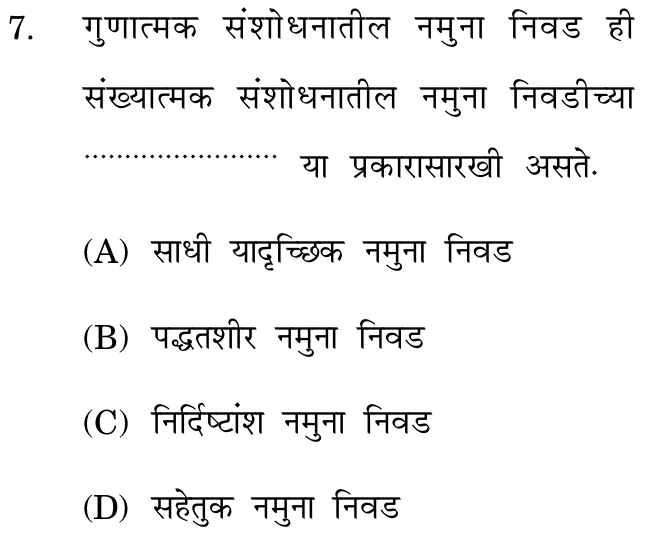 7. गुणात्मक संशोधनातील नमुना निवड ही
संख्यात्मक संशोधनातील नमुना निवडीच्या
........................ या प्रकारासारखी असते.
(A) साधी यादृच्छिक नमुना निवड
(B) पद्धतशीर नमुना निवड
(C) निर्दिष्टांश नमुना निवड
(D) सहेतुक नमुना निवड